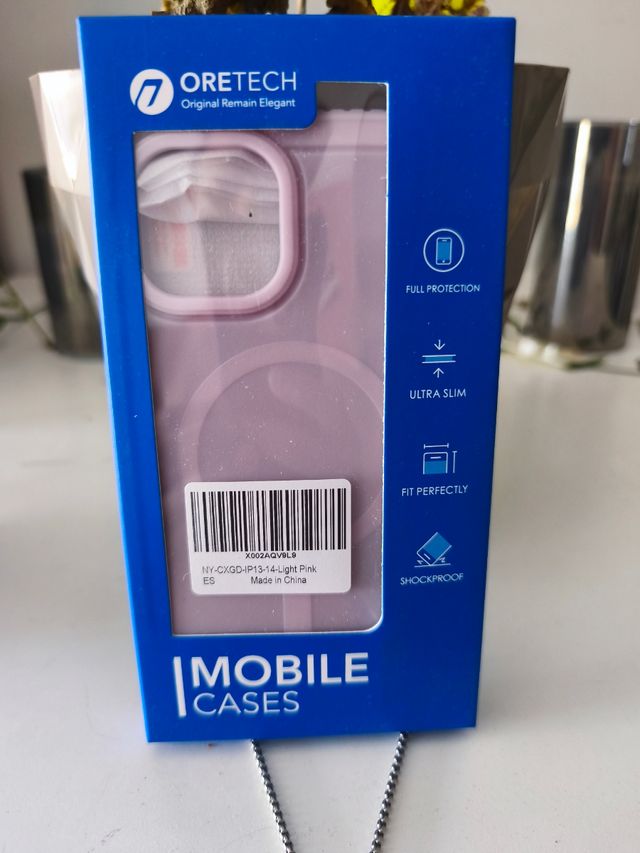 ORETECH
Original Remain Elegant
FULL PROTECTION
ULTRA SLIM
FIT PERFECTLY
SHOCKPROOF
X002AQV9L9
NY-CXGD-IP13-14-Light Pink
ES Made in China
MOBILE
CASES